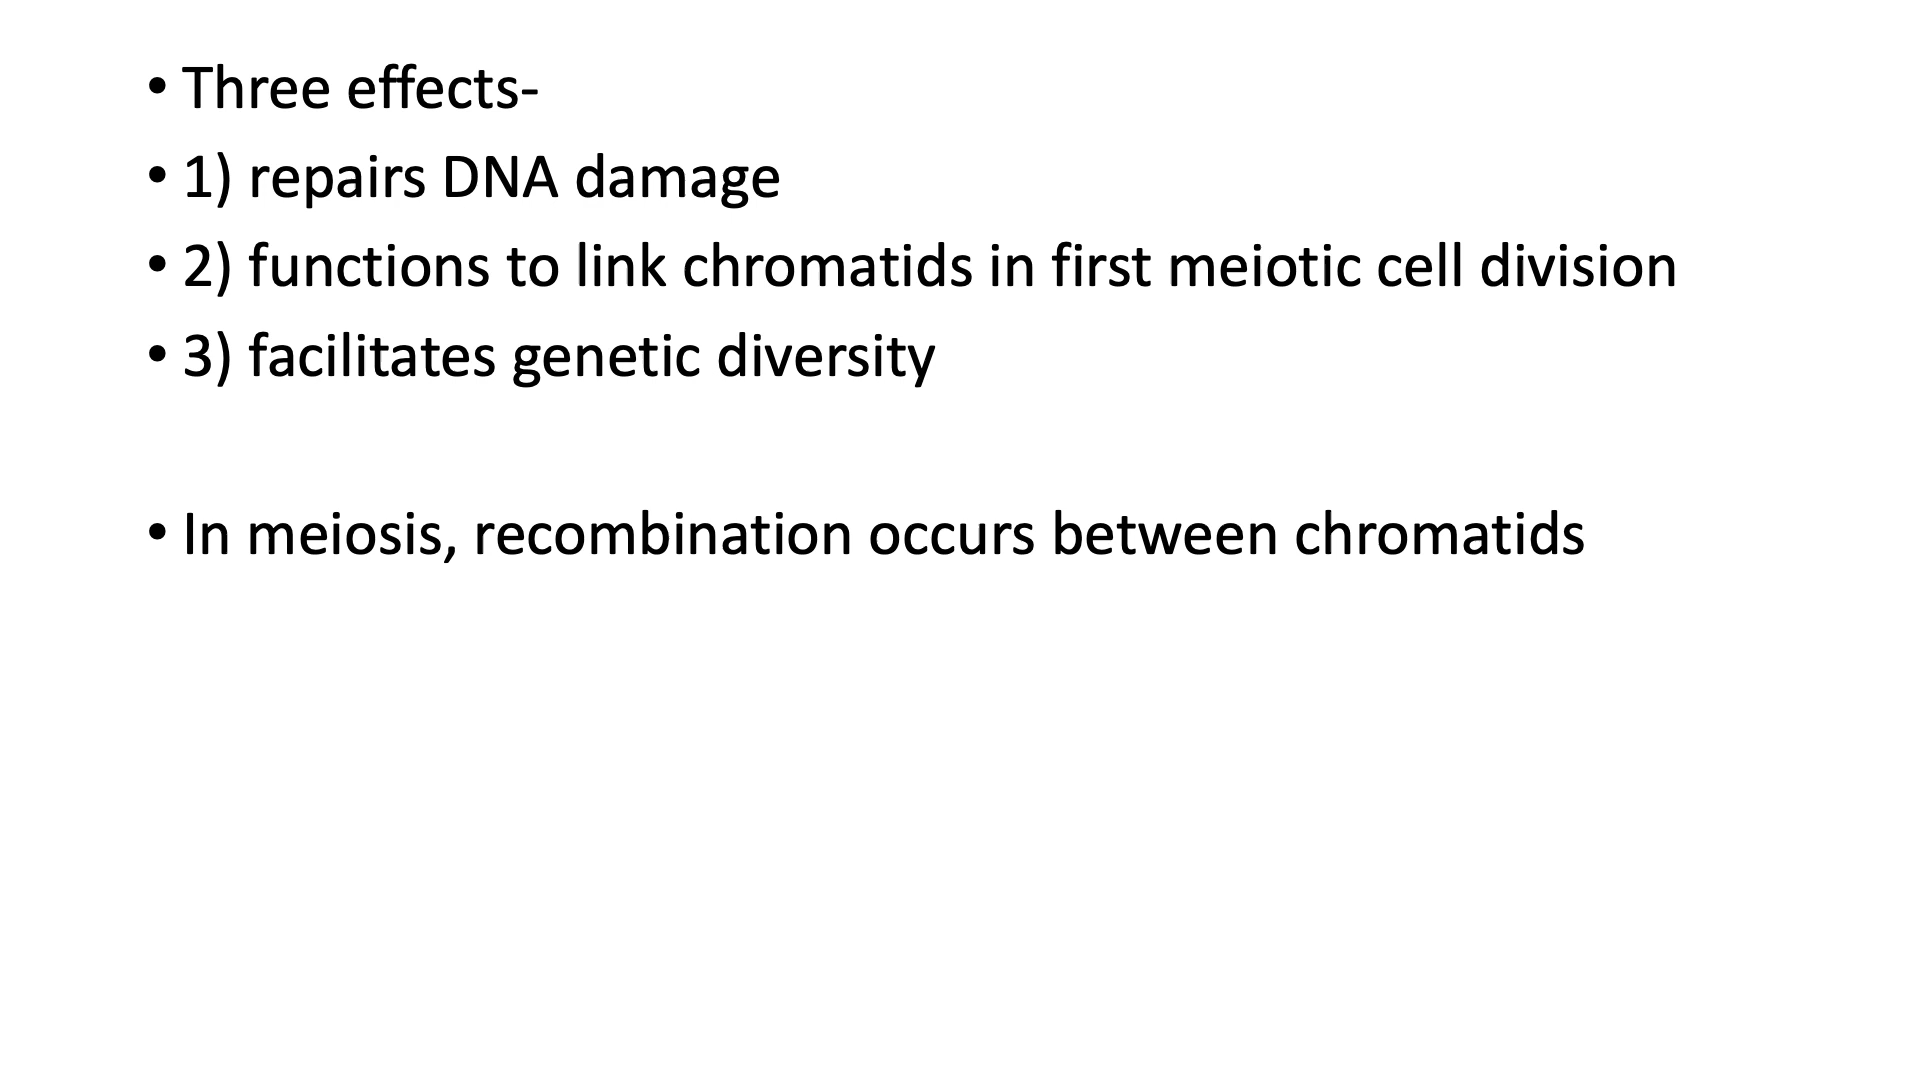 • Three effects-
• 1) repairs DNA damage
• 2) functions to link chromatids in first meiotic cell division
• 3) facilitates genetic diversity
• In meiosis, recombination occurs between chromatids